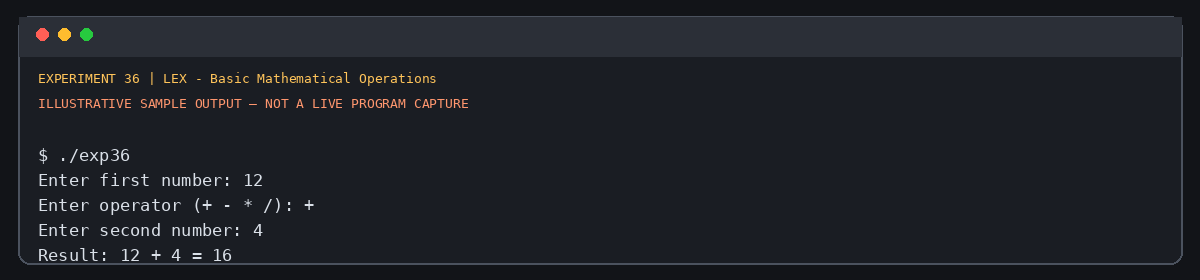 EXPERIMENT 36 | LEX - Basic Mathematical Operations
ILLUSTRATIVE SAMPLE OUTPUT — NOT A LIVE PROGRAM CAPTURE
$ ./exp36
Enter first number: 12
Enter operator (+ - * /): +
Enter second number: 4
Result: 12 + 4 = 16